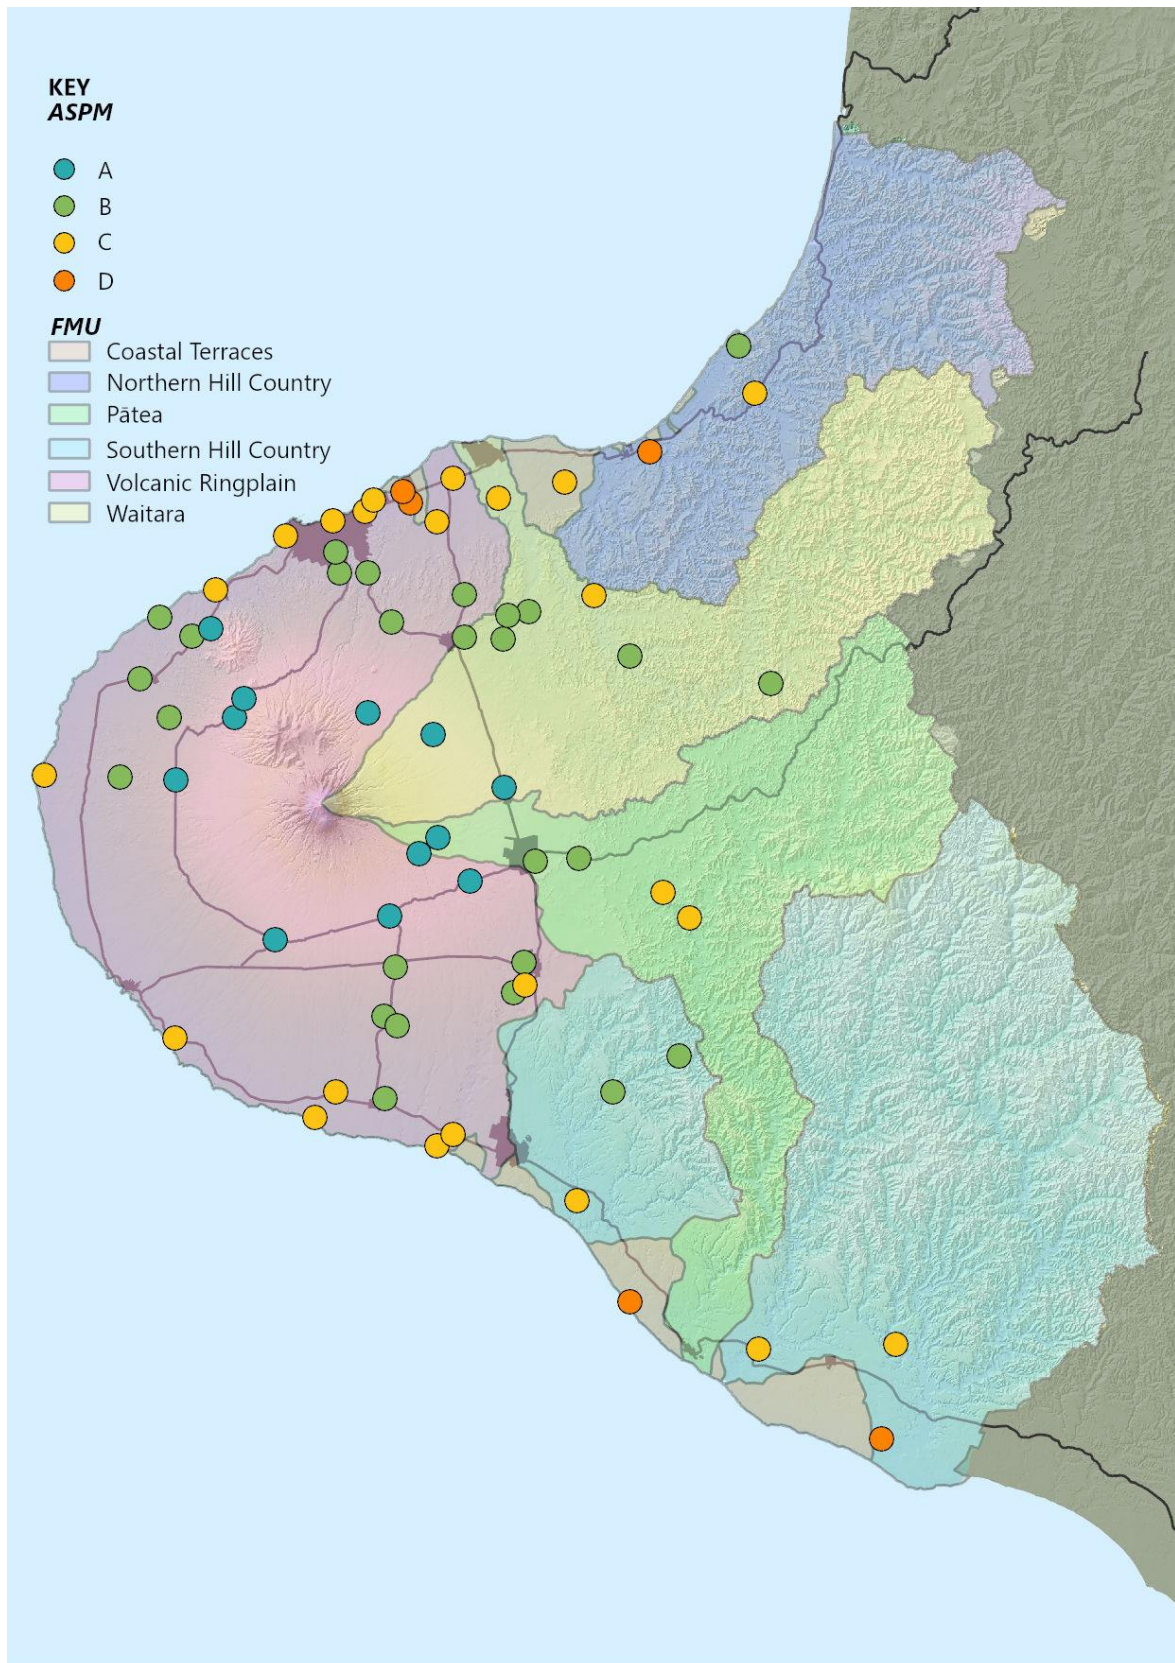 KEY
ASPM
A
B
C
D
FMU
Coastal Terraces
Northern Hill Country
Pātea
Southern Hill Country
Volcanic Ringplain
Waitara